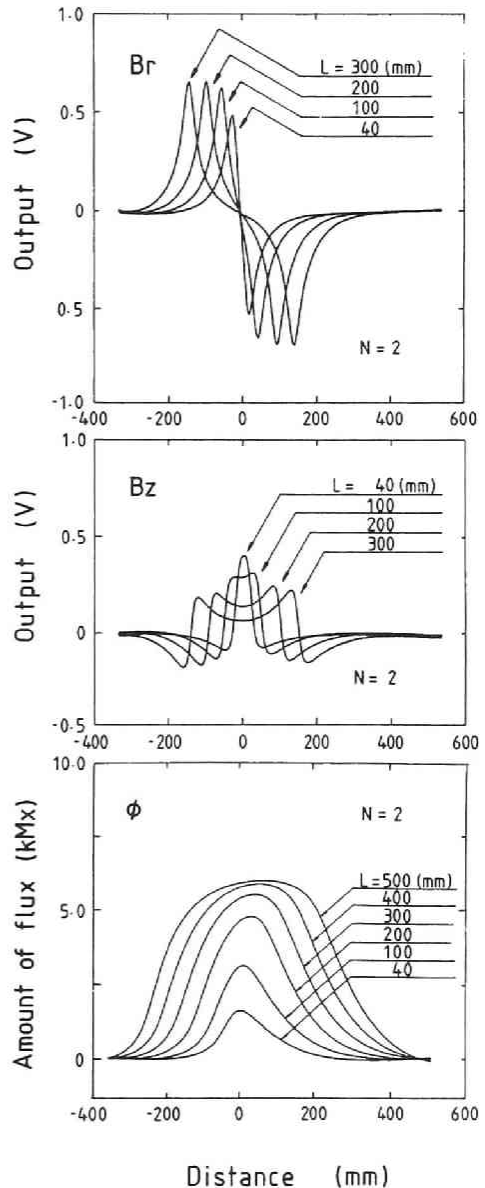 1·0
Br
L = 300 (mm)
200
100
40
0.5
0
0.5
-1.0
N = 2
Output (V)
-400 -200 0 200 400 600
1.0
Bz
L = 40 (mm)
100
200
300
0.5
0
-0.5
N = 2
Output (V)
-400 -200 0 200 400 600
10.0
ϕ
N = 2
L=500 (mm)
400
300
200
100
40
5.0
0
Amount of flux (kMx)
-400 -200 0 200 400 600
Distance (mm)